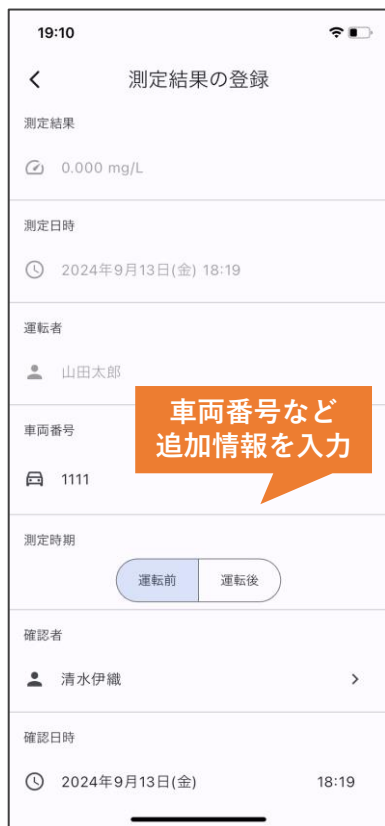 19:10
測定結果の登録
測定結果
0.000 mg/L
測定日時
2024年9月13日(金) 18:19
運転者
山田太郎
車両番号など
追加情報を入力
車両番号
1111
測定時期
運転前 運転後
確認者
清水伊織
確認日時
2024年9月13日(金) 18:19